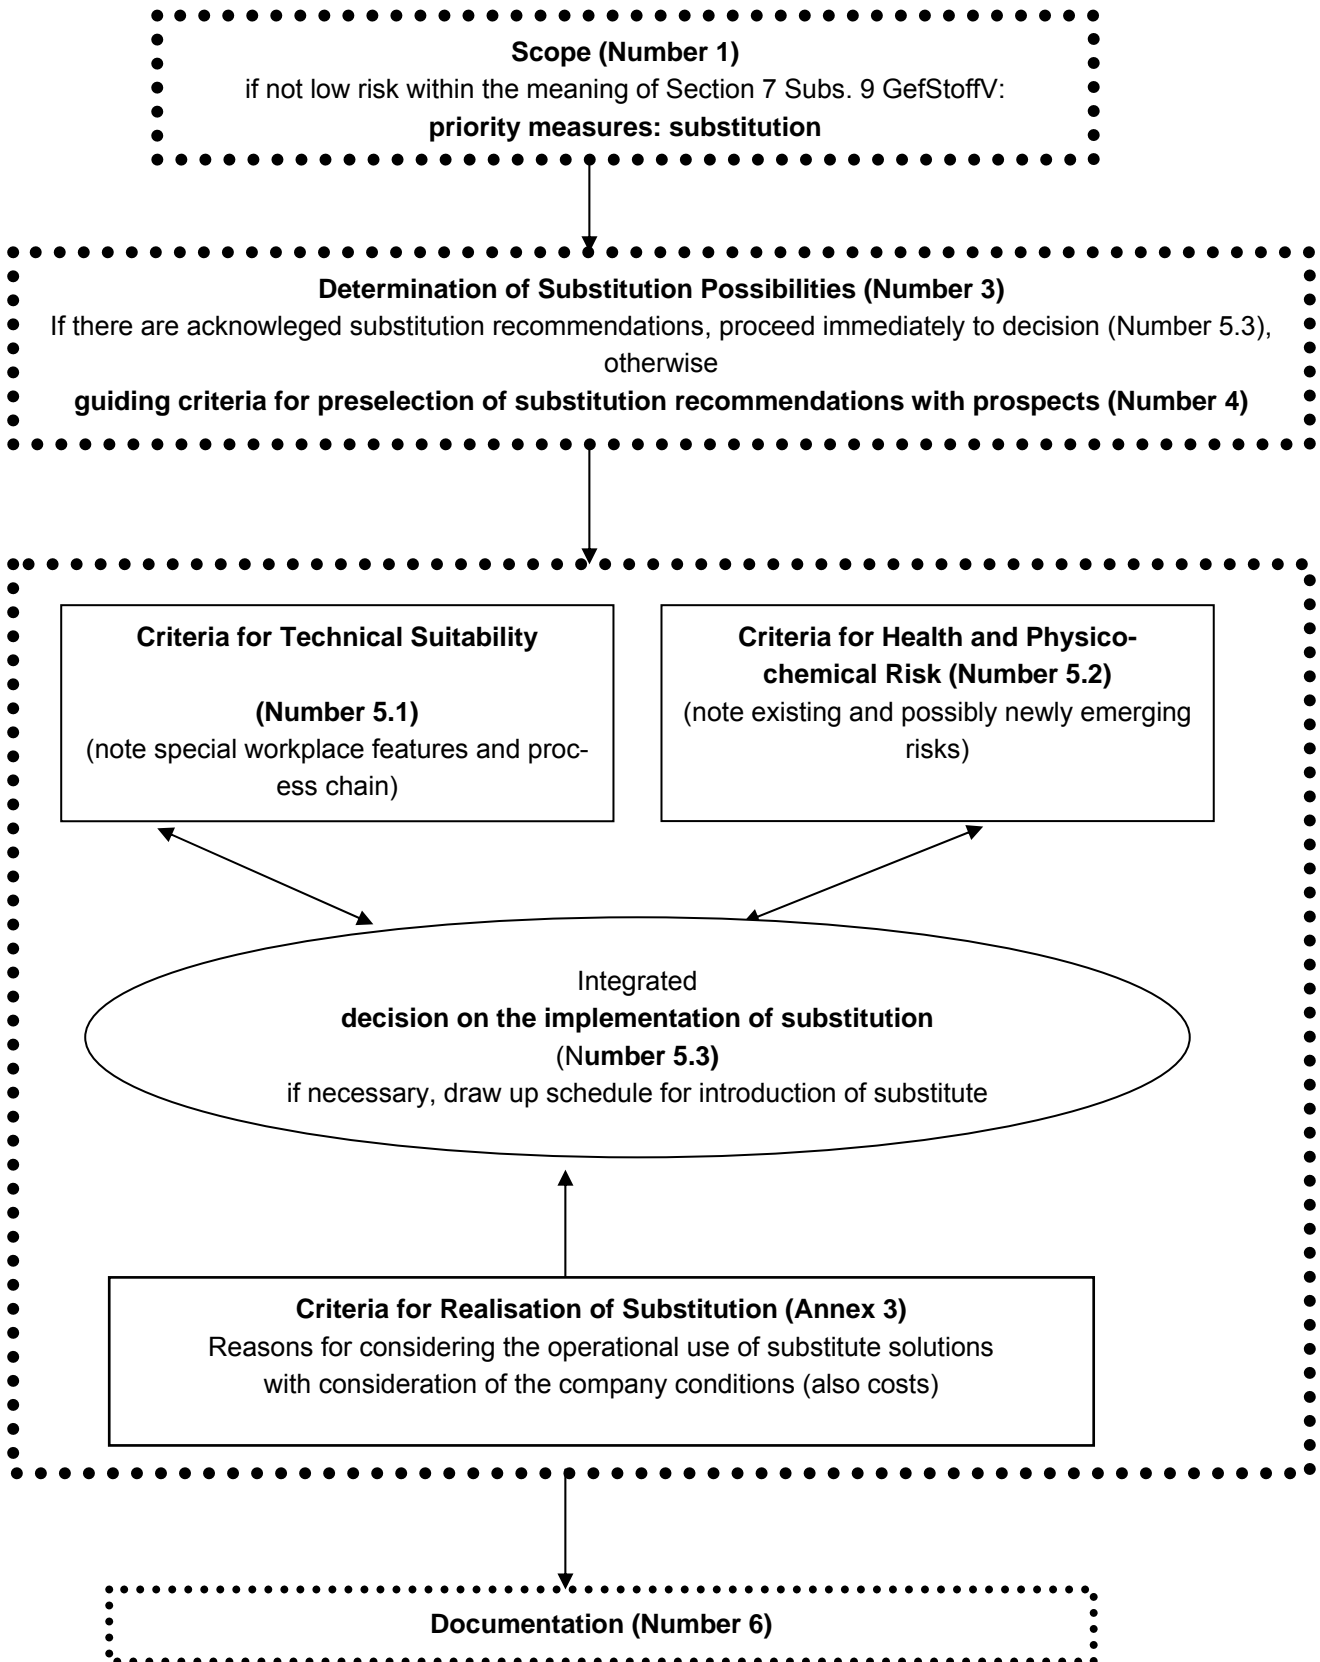 Scope (Number 1)
if not low risk within the meaning of Section 7 Subs. 9 GefStoffV:
priority measures: substitution
Determination of Substitution Possibilities (Number 3)
If there are acknowleged substitution recommendations, proceed immediately to decision (Number 5.3),
otherwise
guiding criteria for preselection of substitution recommendations with prospects (Number 4)
Criteria for Technical Suitability
(Number 5.1)
(note special workplace features and proc-
ess chain)
Criteria for Health and Physico-
chemical Risk (Number 5.2)
(note existing and possibly newly emerging
risks)
Integrated
decision on the implementation of substitution
(Number 5.3)
if necessary, draw up schedule for introduction of substitute
Criteria for Realisation of Substitution (Annex 3)
Reasons for considering the operational use of substitute solutions
with consideration of the company conditions (also costs)
Documentation (Number 6)